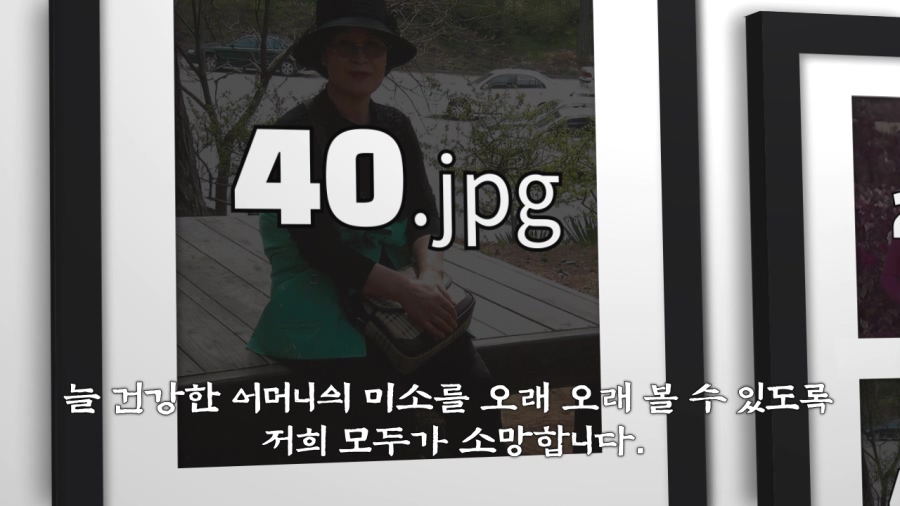 40.jpg
늘 건강한 어머니의 미소를 오래 오래 볼 수 있도록
저희 모두가 소망합니다.